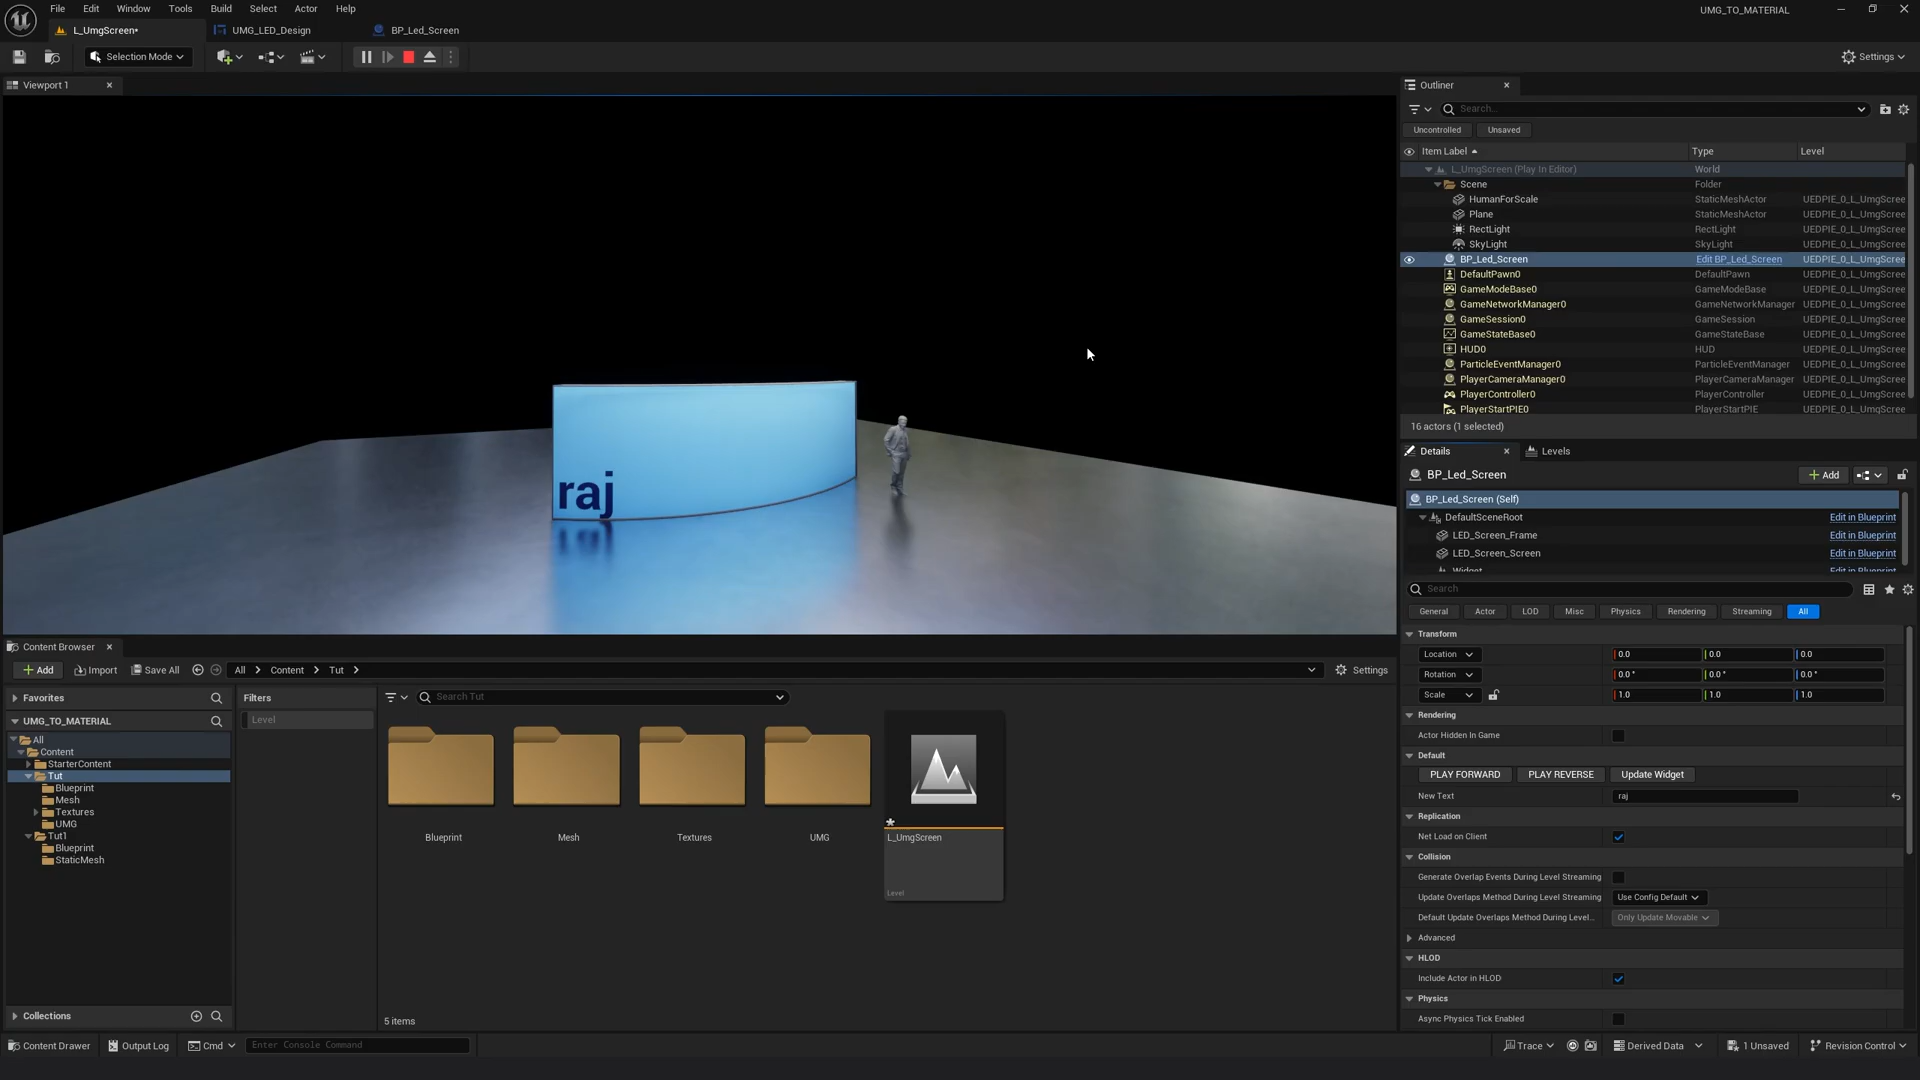 File Edit Window Tools Build Select Actor Help
UMG_TO_MATERIAL
L_UmgScreen• UMG_LED_Design BP_Led_Screen
Selection Mode Settings
Viewport 1
raj
Outliner
Search...
Uncontrolled Unsaved
Item Label Type Level
L_UmgScreen (Play In Editor) World
Scene Folder
HumanForScale StaticMeshActor UEDPIE_0_L_UmgScree
Plane StaticMeshActor UEDPIE_0_L_UmgScree
RectLight RectLight UEDPIE_0_L_UmgScree
SkyLight SkyLight UEDPIE_0_L_UmgScree
BP_Led_Screen Edit BP_Led_Screen UEDPIE_0_L_UmgScree
DefaultPawn0 DefaultPawn UEDPIE_0_L_UmgScree
GameModeBase0 GameModeBase UEDPIE_0_L_UmgScree
GameNetworkManager0 GameNetworkManager UEDPIE_0_L_UmgScree
GameSession0 GameSession UEDPIE_0_L_UmgScree
GameStateBase0 GameStateBase UEDPIE_0_L_UmgScree
HUD0 HUD UEDPIE_0_L_UmgScree
ParticleEventManager0 ParticleEventManager UEDPIE_0_L_UmgScree
PlayerCameraManager0 PlayerCameraManager UEDPIE_0_L_UmgScree
PlayerController0 PlayerController UEDPIE_0_L_UmgScree
PlayerStartPIE0 PlayerStartPIE UEDPIE_0_L_UmgScree
16 actors (1 selected)
Details Levels
BP_Led_Screen Add
BP_Led_Screen (Self)
DefaultSceneRoot Edit in Blueprint
LED_Screen_Frame Edit in Blueprint
LED_Screen_Screen Edit in Blueprint
Widget Edit in Blueprint
Search
General Actor LOD Misc Physics Rendering Streaming All
Transform
Location 0.0 0.0 0.0
Rotation 0.0° 0.0° 0.0°
Scale 1.0 1.0 1.0
Rendering
Actor Hidden In Game
Default
PLAY FORWARD PLAY REVERSE Update Widget
New Text raj
Replication
Net Load on Client
Collision
Generate Overlap Events During Level Streaming
Update Overlaps Method During Level Streaming Use Config Default
Default Update Overlaps Method During Level... Only Update Movable
Advanced
HLOD
Include Actor in HLOD
Physics
Async Physics Tick Enabled
Content Browser
Add Import Save All All Content Tut Settings
Favorites
UMG_TO_MATERIAL
All
Content
StarterContent
Tut
Blueprint
Mesh
Textures
UMG
Tut1
Blueprint
StaticMesh
Collections
Filters
Level
Search Tut
Blueprint Mesh Textures UMG L_UmgScreen
Level
5 items
Content Drawer Output Log Cmd Enter Console Command Trace Derived Data 1 Unsaved Revision Control